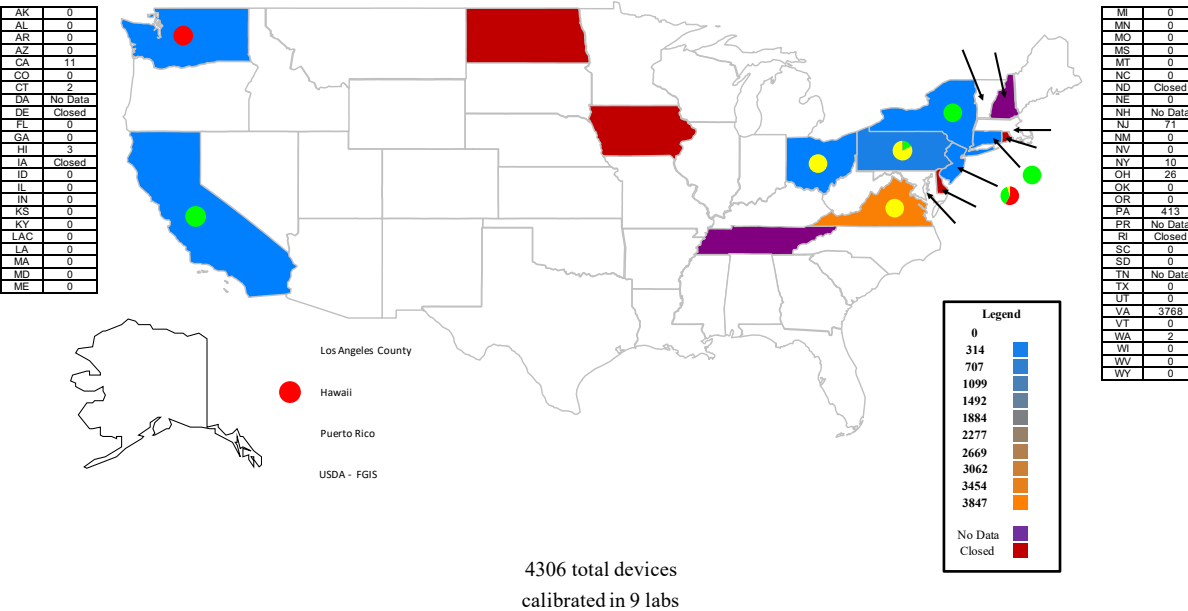 AK 0
AL 0
AR 0
AZ 0
CA 11
CO 0
CT 2
DA No Data
DE Closed
FL 0
GA 0
HI 3
IA Closed
ID 0
IL 0
IN 0
KS 0
KY 0
LAC 0
LA 0
MA 0
MD 0
ME 0
MI 0
MN 0
MO 0
MS 0
MT 0
NC 0
ND Closed
NE 0
NH No Data
NJ 71
NM 0
NV 0
NY 10
OH 26
OK 0
OR 0
PA 413
PR No Data
RI Closed
SC 0
SD 0
TN No Data
TX 0
UT 0
VA 3768
VT 0
WA 2
WI 0
WV 0
WY 0
Los Angeles County
Hawaii
Puerto Rico
USDA - FGIS
Legend
0
314
707
1099
1492
1884
2277
2669
3062
3454
3847
No Data
Closed
4306 total devices
calibrated in 9 labs